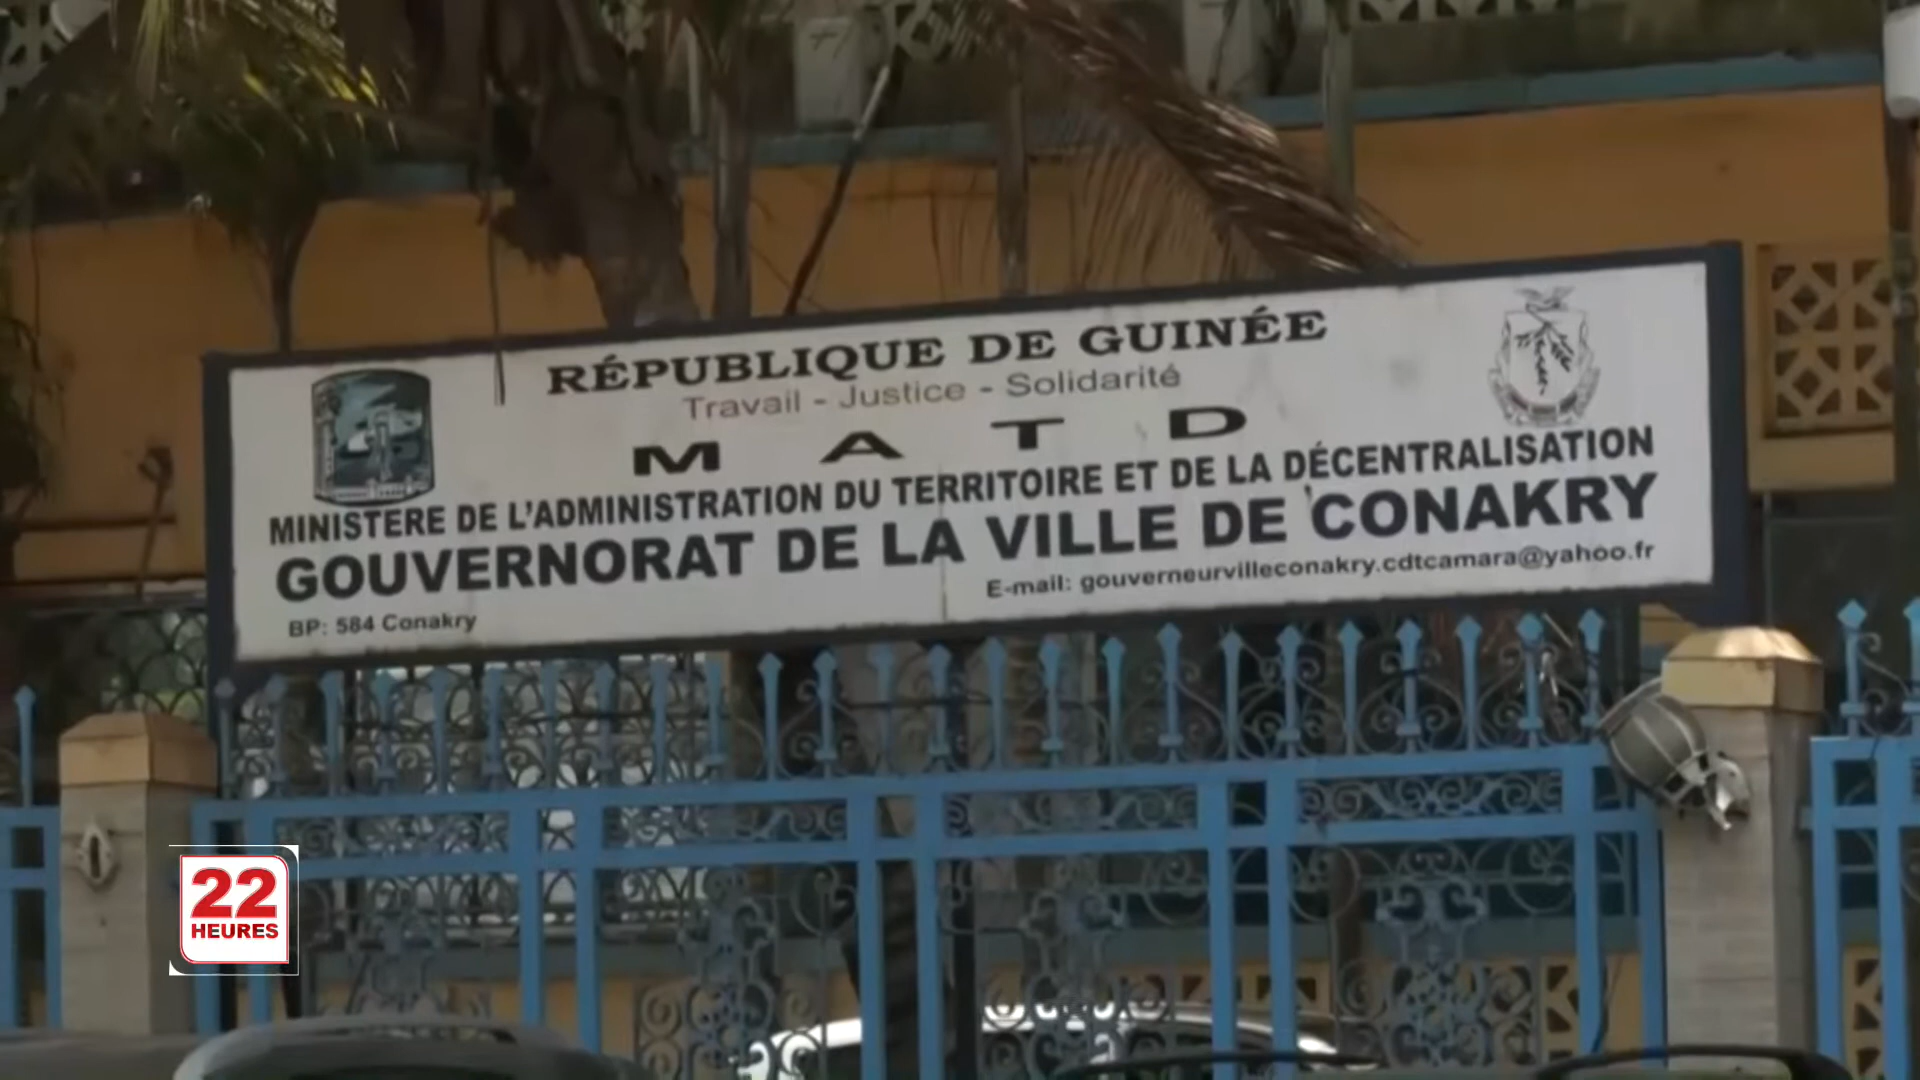 RÉPUBLIQUE DE GUINÉE
Travail - Justice - Solidarité
M A T D
MINISTERE DE L'ADMINISTRATION DU TERRITOIRE ET DE LA DÉCENTRALISATION
GOUVERNORAT DE LA VILLE DE CONAKRY
E-mail: gouverneurvilleconakry.cdtcamara@yahoo.fr
BP: 584 Conakry
22
HEURES